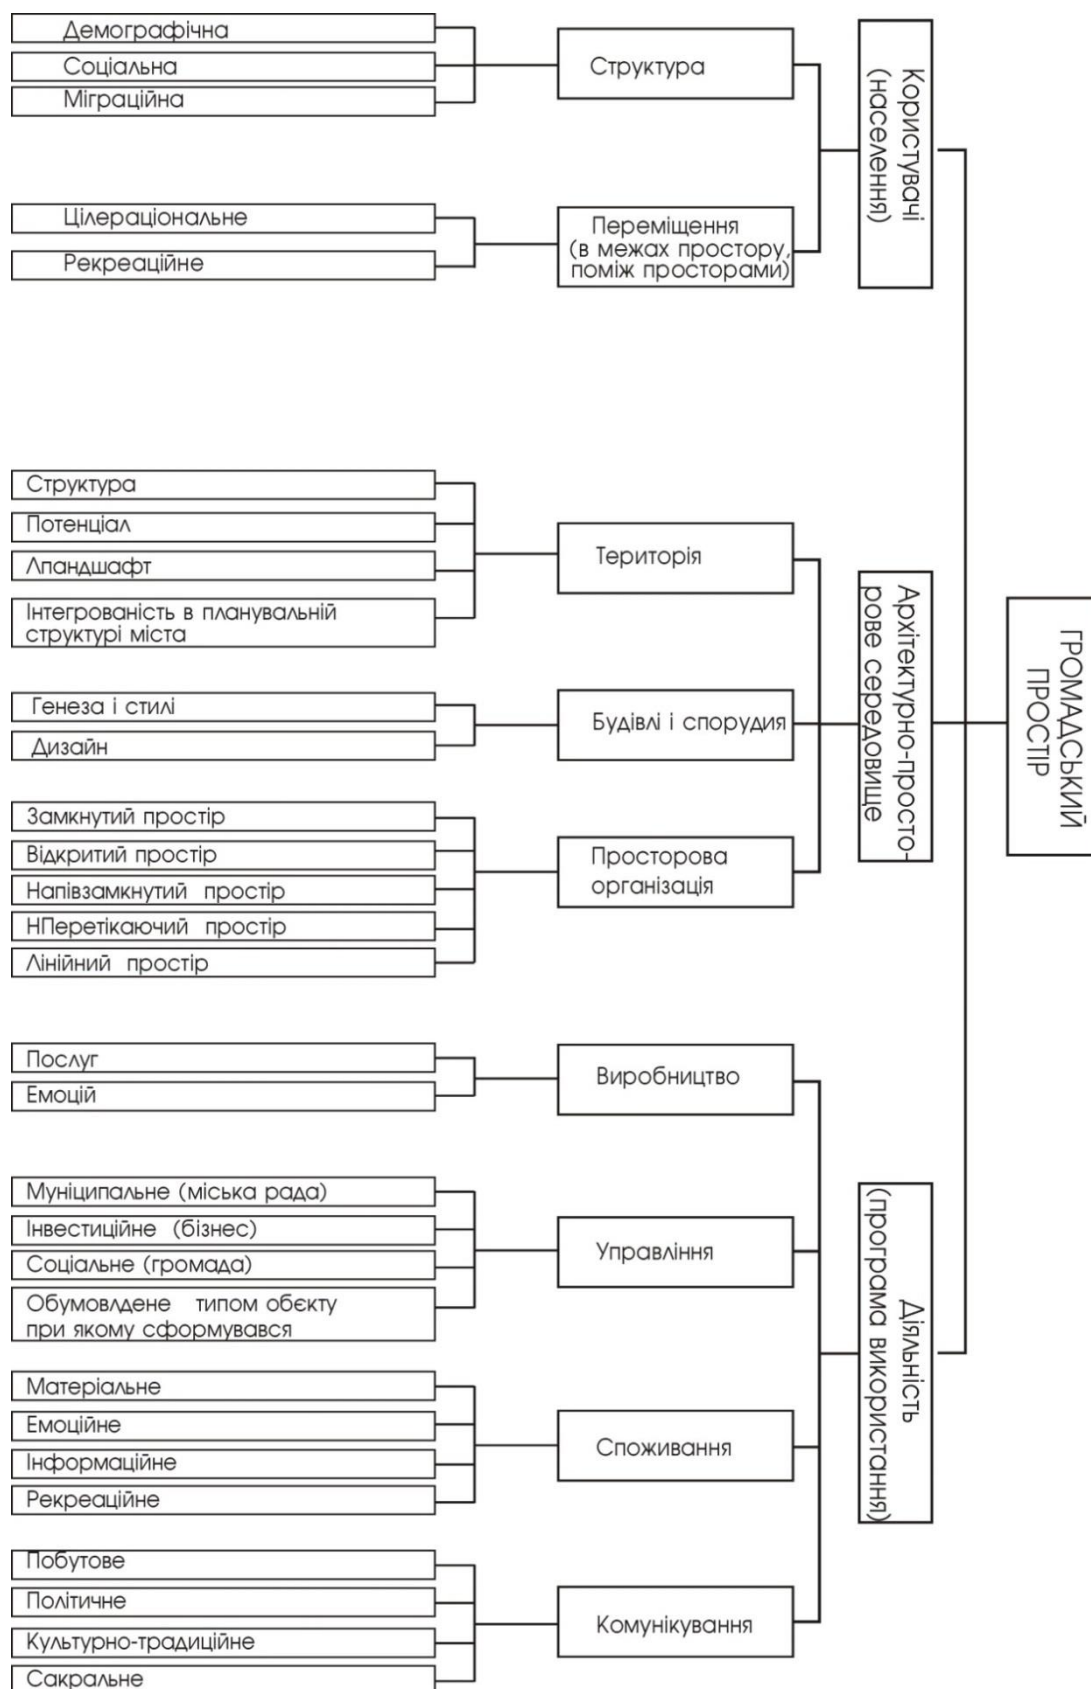 ГРОМАДСЬКИЙ
ПРОСТІР
Користувачі
(населення)
Структура
Демографічна
Соціальна
Міграційна
Переміщення
(в межах простору,
поміж просторами)
Цілераціональне
Рекреаційне
Архітектурно-просто-
рове середовище
Територія
Структура
Потенціал
Лпандшафт
Інтегрованість в планувальній
структурі міста
Будівлі і спорудия
Генеза і стилі
Дизайн
Просторова
організація
Замкнутий простір
Відкритий простір
Напівзамкнутий простір
НПеретікаючий простір
Лінійний простір
Діяльність
(програма використання)
Виробництво
Послуг
Емоцій
Управління
Муніципальне (міська рада)
Інвестиційне (бізнес)
Соціальне (громада)
Обумовлдене типом обєкту
при якому сформувався
Споживання
Матеріальне
Емоційне
Інформаційне
Рекреаційне
Комунікування
Побутове
Політичне
Культурно-традиційне
Сакральне